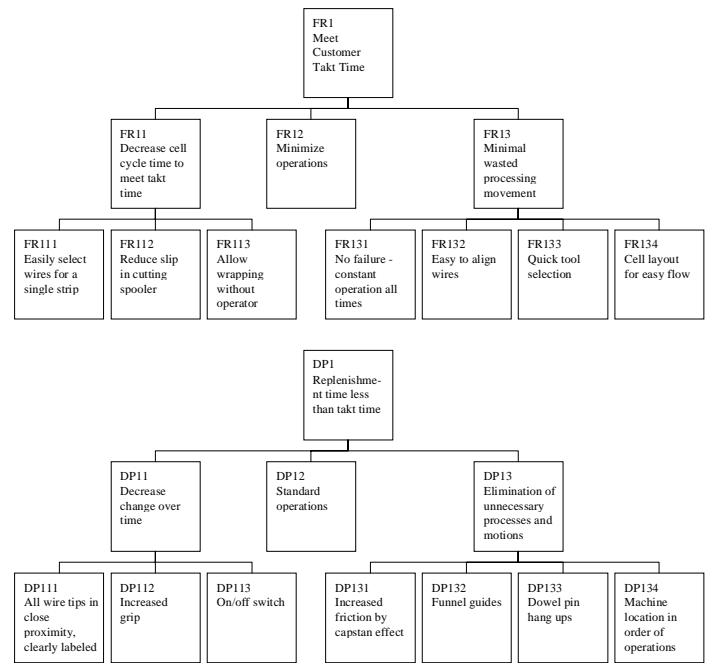 FR1
Meet
Customer
Takt Time
FR11
Decrease cell
cycle time to
meet takt
time
FR12
Minimize
operations
FR13
Minimal
wasted
processing
movement
FR111
Easily select
wires for a
single strip
FR112
Reduce slip
in cutting
spooler
FR113
Allow
wrapping
without
operator
FR131
No failure -
constant
operation all
times
FR132
Easy to align
wires
FR133
Quick tool
selection
FR134
Cell layout
for easy flow
DP1
Replenishme-
nt time less
than takt time
DP11
Decrease
change over
time
DP12
Standard
operations
DP13
Elimination of
unnecessary
processes and
motions
DP111
All wire tips in
close
proximity,
clearly labeled
DP112
Increased
grip
DP113
On/off switch
DP131
Increased
friction by
capstan effect
DP132
Funnel guides
DP133
Dowel pin
hang ups
DP134
Machine
location in
order of
operations